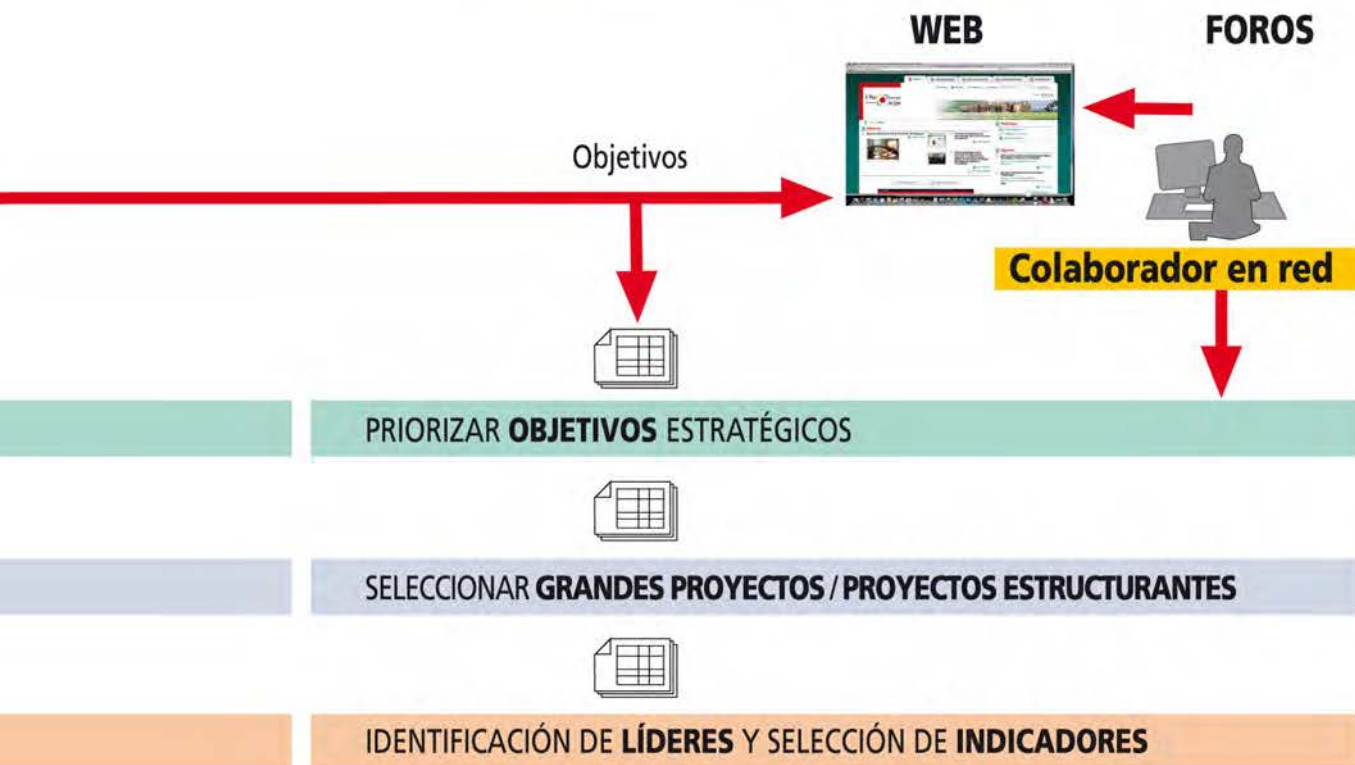 WEB
FOROS
Objetivos
Colaborador en red
PRIORIZAR OBJETIVOS ESTRATÉGICOS
SELECCIONAR GRANDES PROYECTOS / PROYECTOS ESTRUCTURANTES
IDENTIFICACIÓN DE LÍDERES Y SELECCIÓN DE INDICADORES